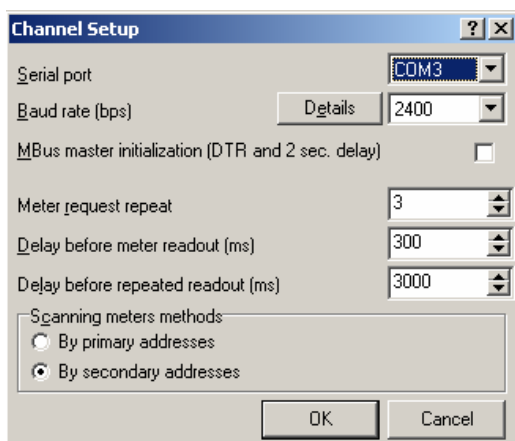 Channel Setup
Serial port COM3
Baud rate (bps) Details 2400
MBus master initialization (DTR and 2 sec. delay)
Meter request repeat 3
Delay before meter readout (ms) 300
Delay before repeated readout (ms) 3000
Scanning meters methods
By primary addresses
By secondary addresses
OK Cancel